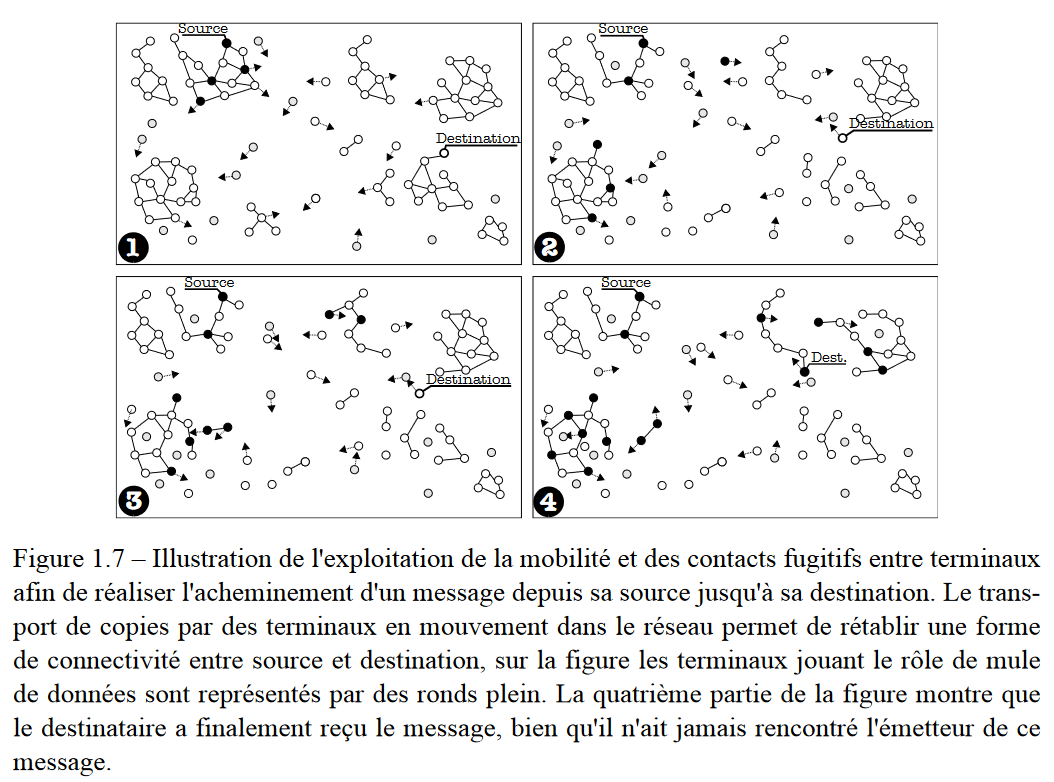 Source
Destination
1
Source
Destination
2
Source
Destination
3
Source
Dest.
4
Figure 1.7 – Illustration de l'exploitation de la mobilité et des contacts fugitifs entre terminaux
afin de réaliser l'acheminement d'un message depuis sa source jusqu'à sa destination. Le trans-
port de copies par des terminaux en mouvement dans le réseau permet de rétablir une forme
de connectivité entre source et destination, sur la figure les terminaux jouant le rôle de mule
de données sont représentés par des ronds plein. La quatrième partie de la figure montre que
le destinataire a finalement reçu le message, bien qu'il n'ait jamais rencontré l'émetteur de ce
message.